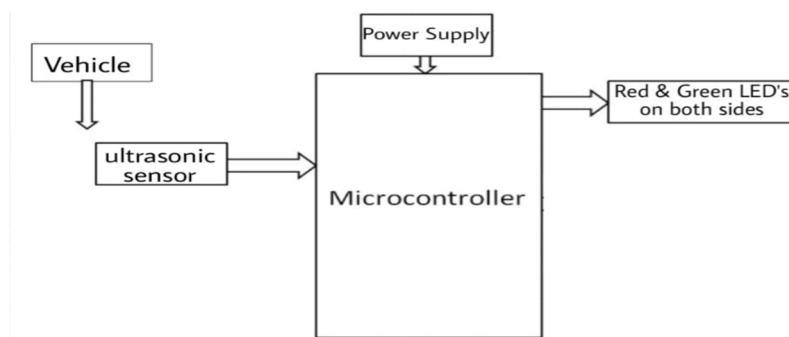 Power Supply
Vehicle
Red & Green LED's
on both sides
ultrasonic
sensor
Microcontroller